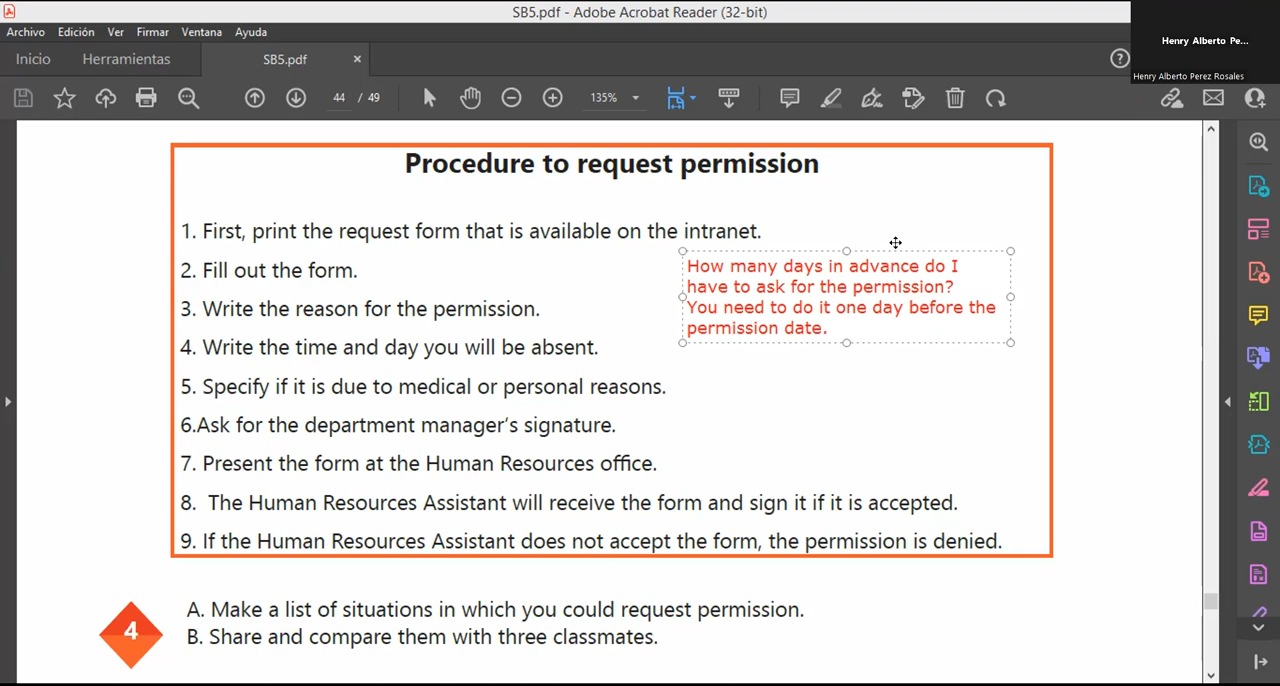 SB5.pdf - Adobe Acrobat Reader (32-bit)
Henry Alberto Pe...
Henry Alberto Perez Rosales
Archivo Edición Ver Firmar Ventana Ayuda
Inicio Herramientas SB5.pdf ×
44 / 49 135%
Procedure to request permission
1. First, print the request form that is available on the intranet.
2. Fill out the form.
3. Write the reason for the permission.
4. Write the time and day you will be absent.
5. Specify if it is due to medical or personal reasons.
6.Ask for the department manager's signature.
7. Present the form at the Human Resources office.
8.  The Human Resources Assistant will receive the form and sign it if it is accepted.
9. If the Human Resources Assistant does not accept the form, the permission is denied.
How many days in advance do I
have to ask for the permission?
You need to do it one day before the
permission date.
4
A. Make a list of situations in which you could request permission.
B. Share and compare them with three classmates.